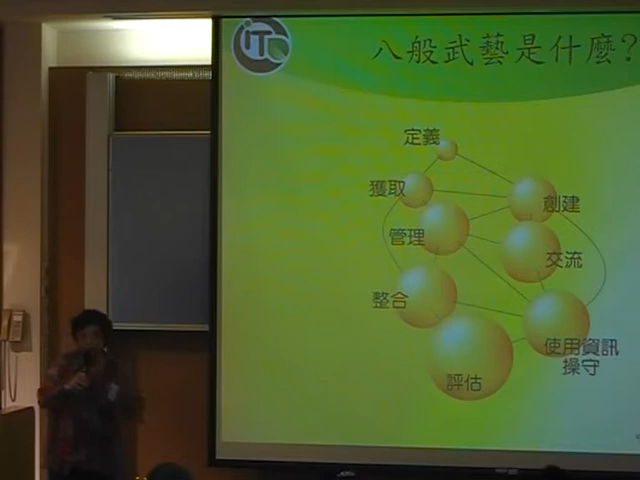 iTC
八般武藝是什麼?
定義
獲取
創建
管理
交流
整合
使用資訊
操守
評估